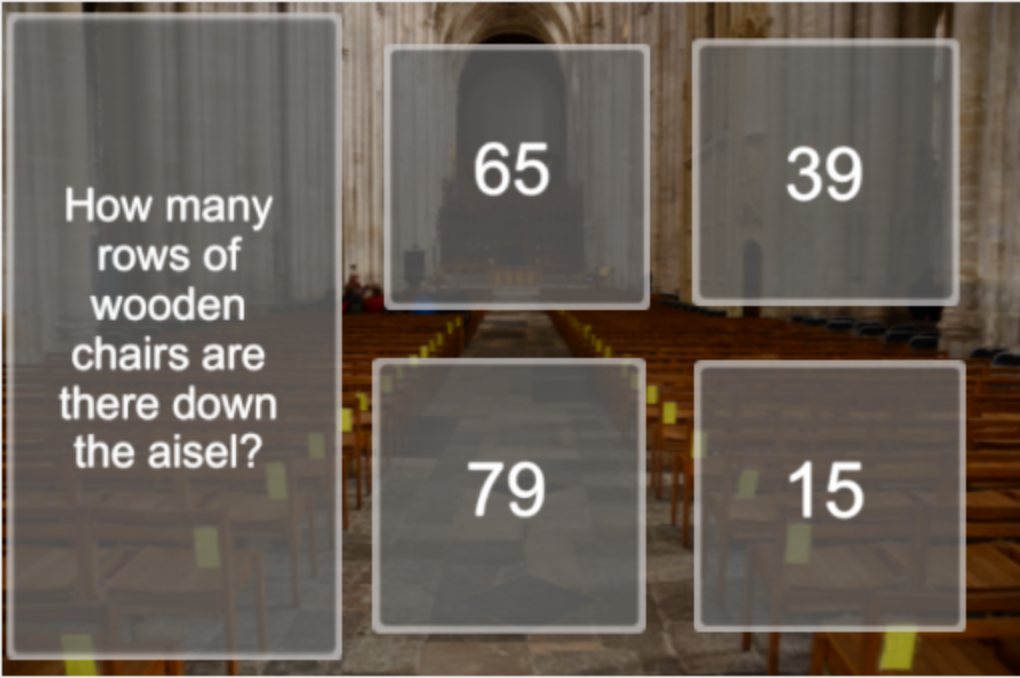 How many
rows of
wooden
chairs are
there down
the aisel?
65
39
79
15